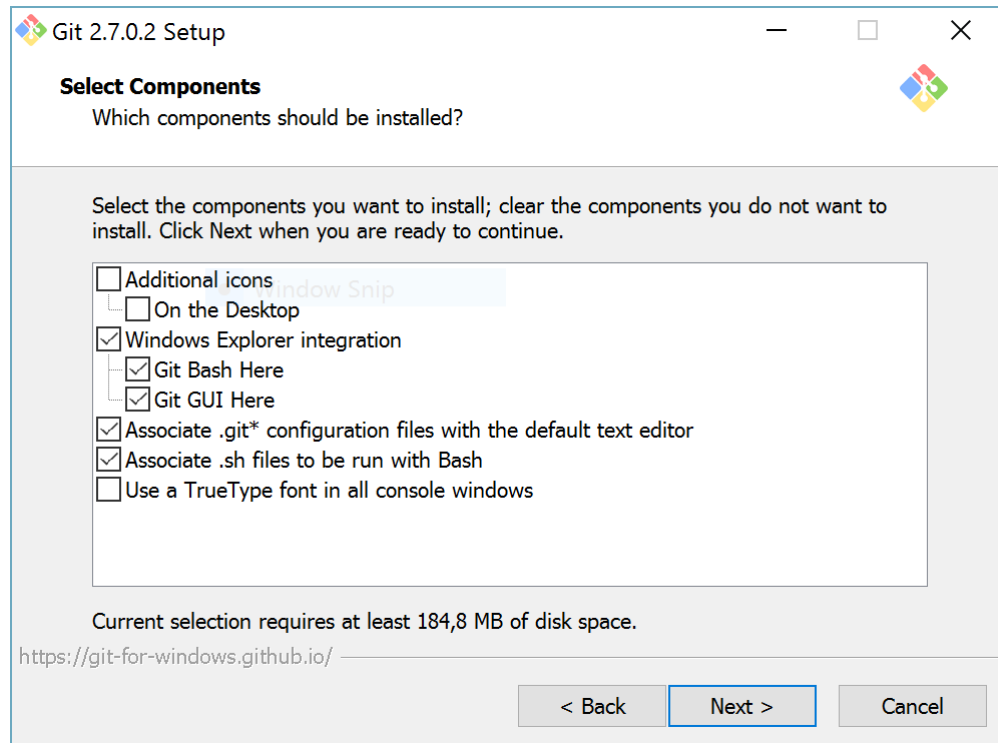 Git 2.7.0.2 Setup
Select Components
Which components should be installed?
Select the components you want to install; clear the components you do not want to
install. Click Next when you are ready to continue.
Additional icons
Window Snip
On the Desktop
Windows Explorer integration
Git Bash Here
Git GUI Here
Associate .git* configuration files with the default text editor
Associate .sh files to be run with Bash
Use a TrueType font in all console windows
Current selection requires at least 184,8 MB of disk space.
https://git-for-windows.github.io/
< Back
Next >
Cancel